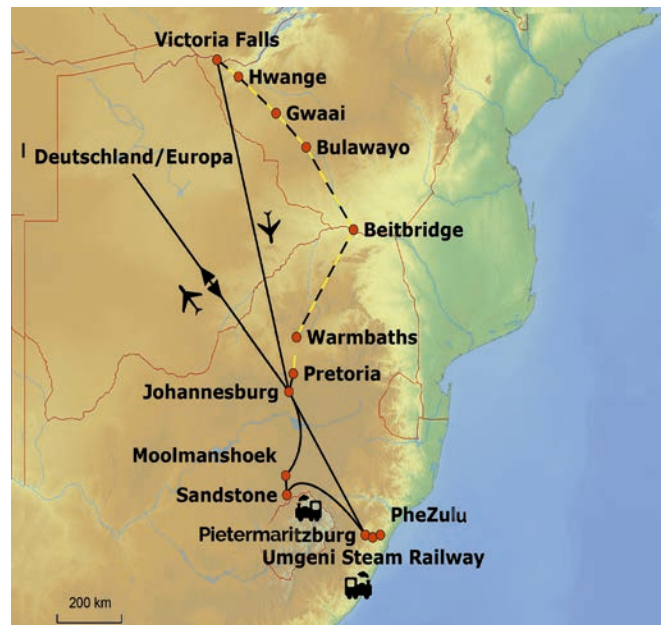 Victoria Falls
Hwange
Gwaai
Deutschland/Europa
Bulawayo
Beitbridge
Warmbaths
Pretoria
Johannesburg
Moolmanshoek
Sandstone
PheZulu
Pietermaritzburg
Umgeni Steam Railway
200 km